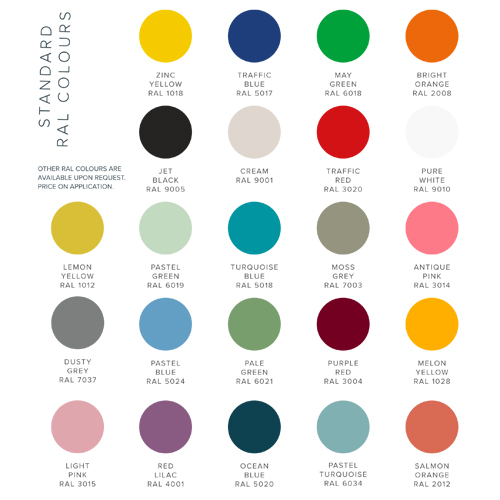 STANDARD
RAL COLOURS
ZINC
YELLOW
RAL 1018
TRAFFIC
BLUE
RAL 5017
MAY
GREEN
RAL 6018
BRIGHT
ORANGE
RAL 2008
OTHER RAL COLOURS ARE
AVAILABLE UPON REQUEST.
PRICE ON APPLICATION.
JET
BLACK
RAL 9005
CREAM
RAL 9001
TRAFFIC
RED
RAL 3020
PURE
WHITE
RAL 9010
LEMON
YELLOW
RAL 1012
PASTEL
GREEN
RAL 6019
TURQUOISE
BLUE
RAL 5018
MOSS
GREY
RAL 7003
ANTIQUE
PINK
RAL 3014
DUSTY
GREY
RAL 7037
PASTEL
BLUE
RAL 5024
PALE
GREEN
RAL 6021
PURPLE
RED
RAL 3004
MELON
YELLOW
RAL 1028
LIGHT
PINK
RAL 3015
RED
LILAC
RAL 4001
OCEAN
BLUE
RAL 5020
PASTEL
TURQUOISE
RAL 6034
SALMON
ORANGE
RAL 2012